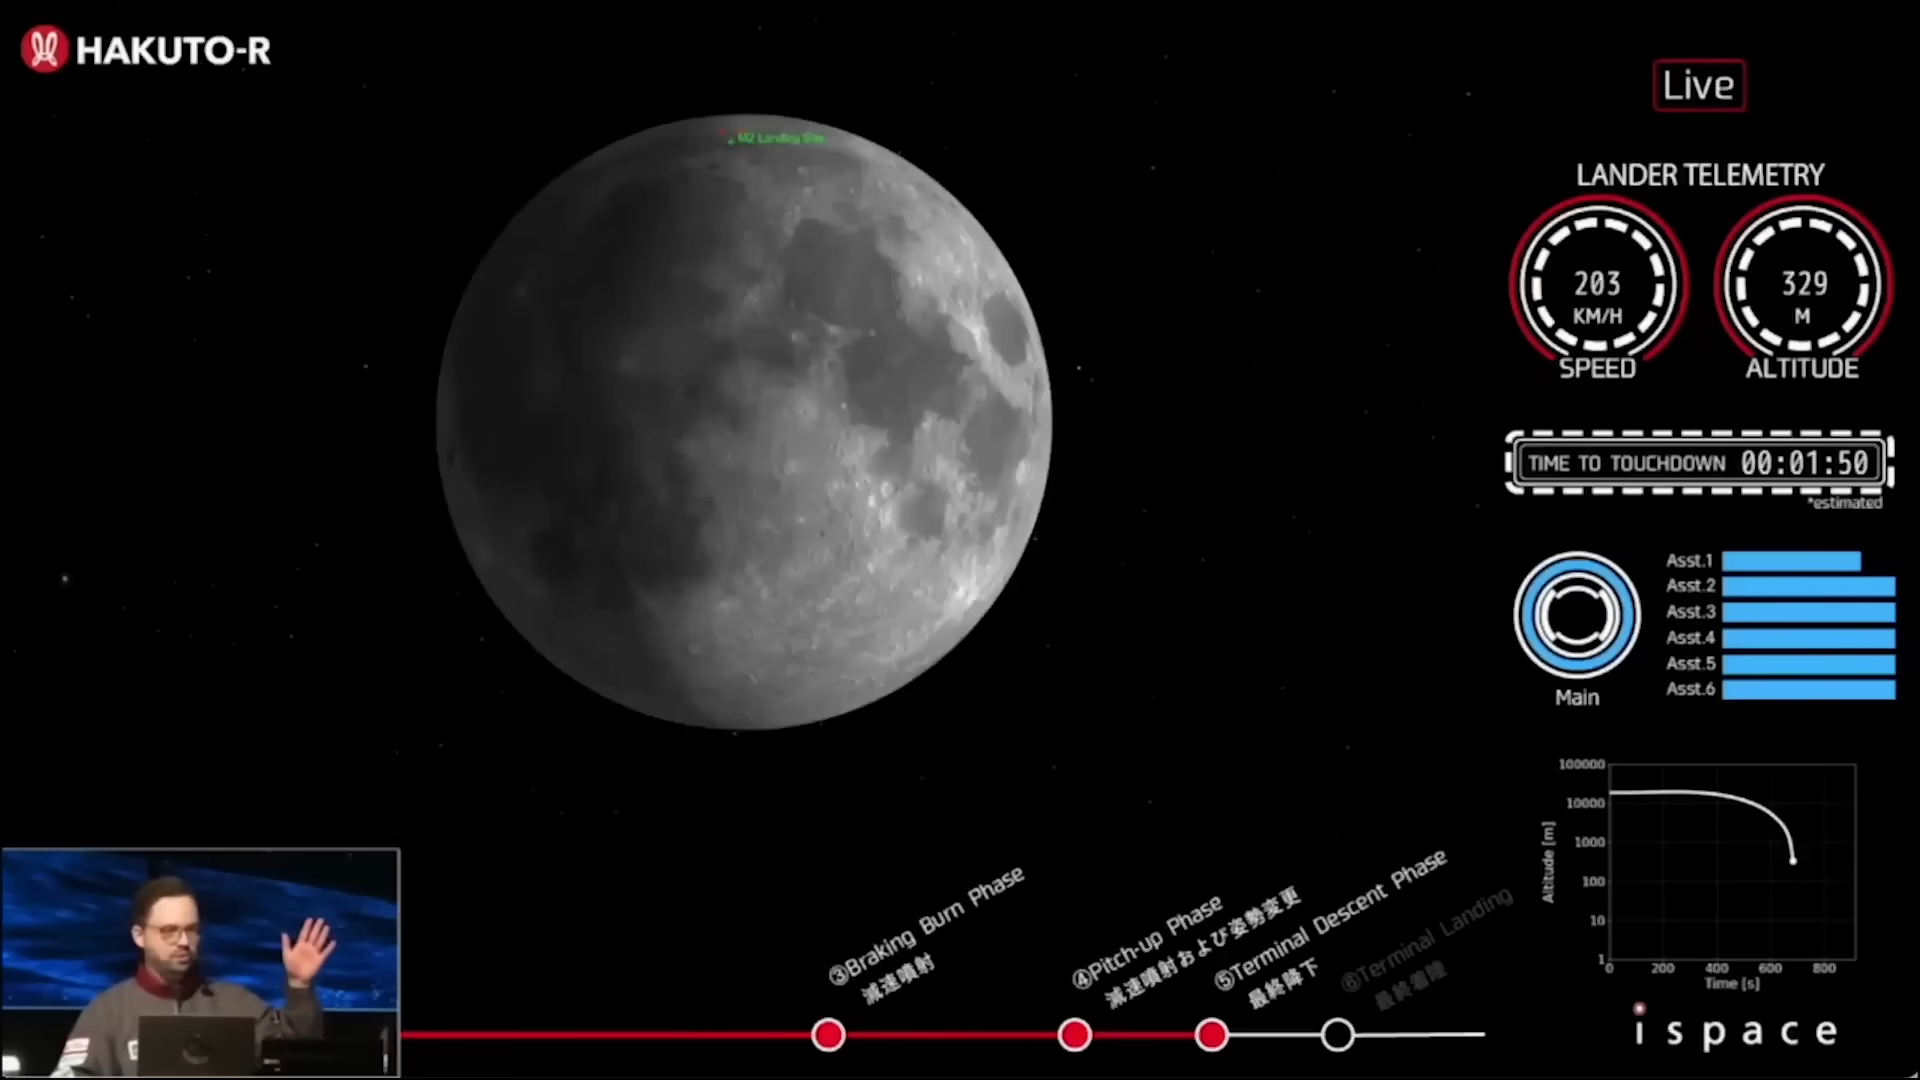 HAKUTO-R
Live
M2 Landing Site
LANDER TELEMETRY
203
KM/H
SPEED
329
M
ALTITUDE
TIME TO TOUCHDOWN 00:01:50
*estimated
Main
Asst.1
Asst.2
Asst.3
Asst.4
Asst.5
Asst.6
100000
10000
1000
100
10
1
Altitude [m]
0 200 400 600 800
Time [s]
③Braking Burn Phase
減速噴射
④Pitch-up Phase
減速噴射および姿勢変更
⑤Terminal Descent Phase
最終降下
⑥Terminal Landing
最終着陸
ispace